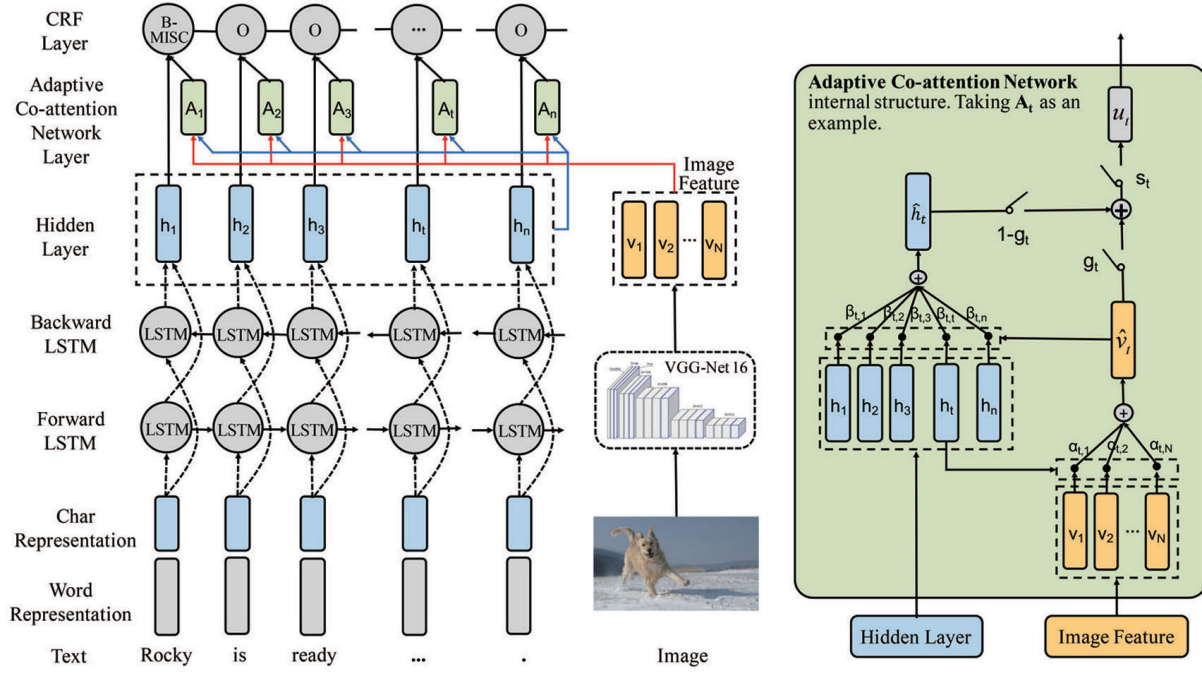 CRF
Layer
B-
MISC
O
O
...
O
Adaptive
Co-attention
Network
Layer
A1
A2
A3
At
An
Hidden
Layer
h1
h2
h3
ht
hn
Image
Feature
v1
v2
...
vN
Backward
LSTM
LSTM
LSTM
LSTM
LSTM
LSTM
VGG-Net 16
Forward
LSTM
LSTM
LSTM
LSTM
LSTM
LSTM
Char
Representation
Word
Representation
Text
Rocky
is
ready
...
.
Image
Adaptive Co-attention Network
internal structure. Taking At as an
example.
ut
st
ĥt
1-gt
gt
βt,1
βt,2
βt,3
βt,t
βt,n
v̂t
h1
h2
h3
ht
hn
αt,1
αt,2
αt,N
v1
v2
...
vN
Hidden Layer
Image Feature